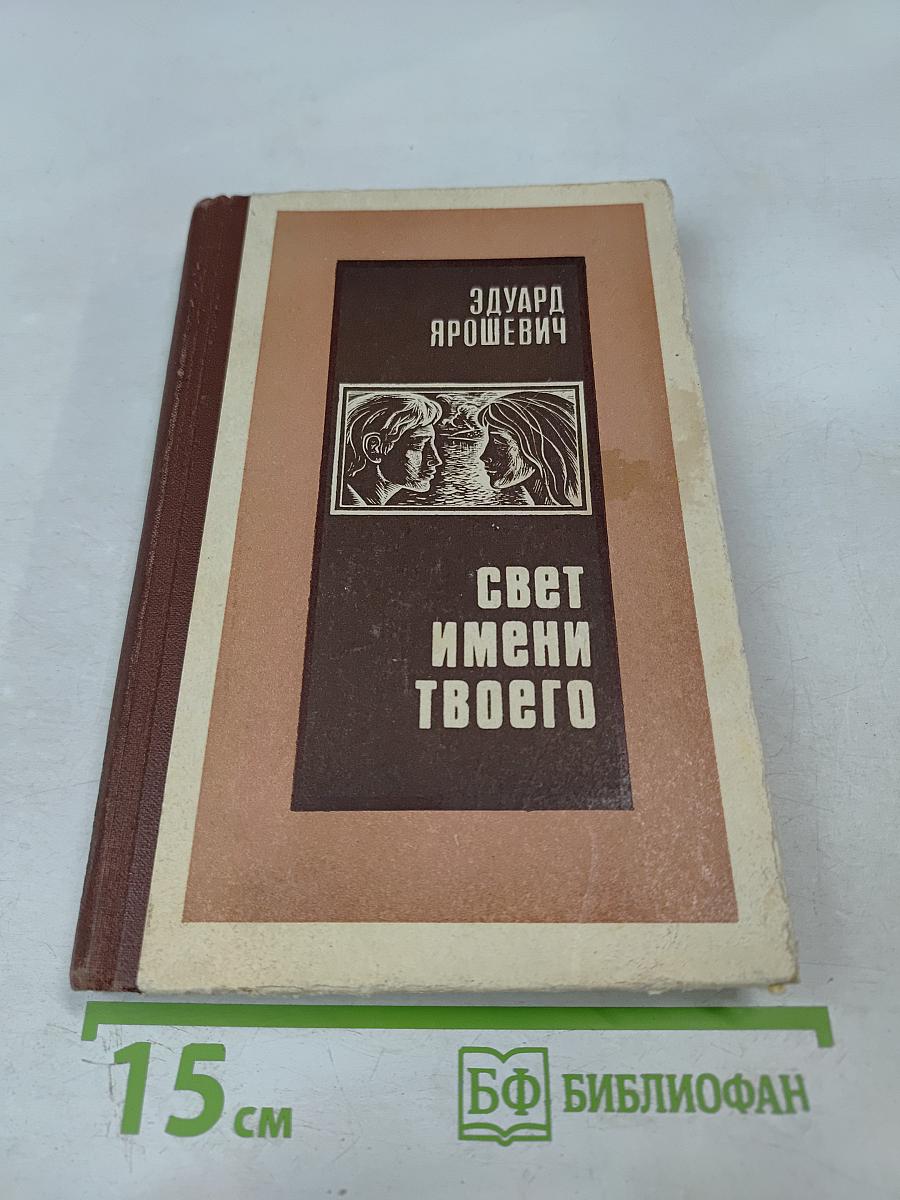 ЭДУАРД
ЯРОШЕВИЧ
СВЕТ
ИМЕНИ
ТВОЕГО
15 см
БФ БИБЛИОФАН